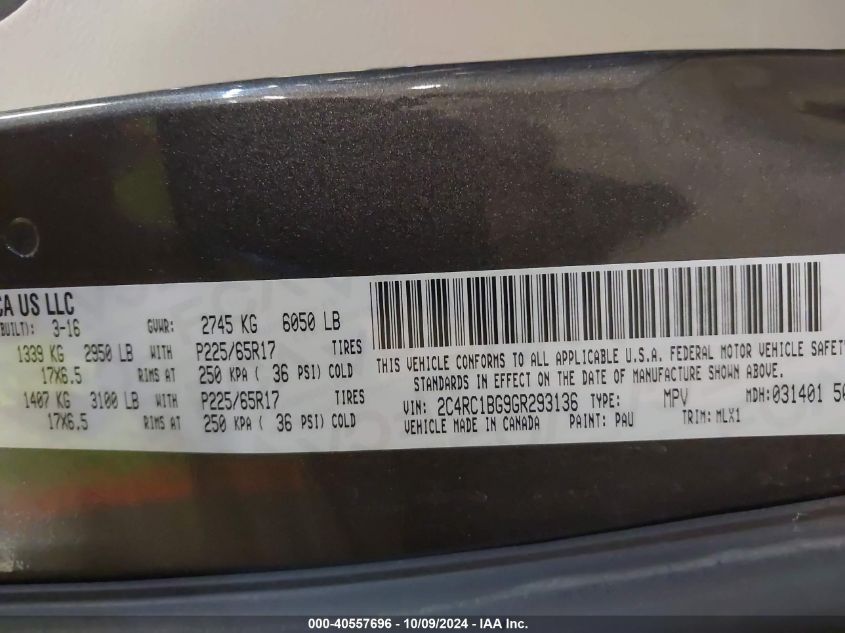 CA US LLC
BUILT): 3-16 GVWR: 2745 KG 6050 LB
1339 KG 2950 LB WITH P225/65R17 TIRES
17X6.5 RIMS AT 250 KPA ( 36 PSI) COLD
1407 KG 3100 LB WITH P225/65R17 TIRES
17X6.5 RIMS AT 250 KPA ( 36 PSI) COLD
THIS VEHICLE CONFORMS TO ALL APPLICABLE U.S.A. FEDERAL MOTOR VEHICLE SAFET
STANDARDS IN EFFECT ON THE DATE OF MANUFACTURE SHOWN ABOVE.
VIN: 2C4RC1BG9GR293136 TYPE: MPV MDH:031401 50
VEHICLE MADE IN CANADA PAINT: PAU TRIM: MLX1
000-40557696 - 10/09/2024 - IAA Inc.